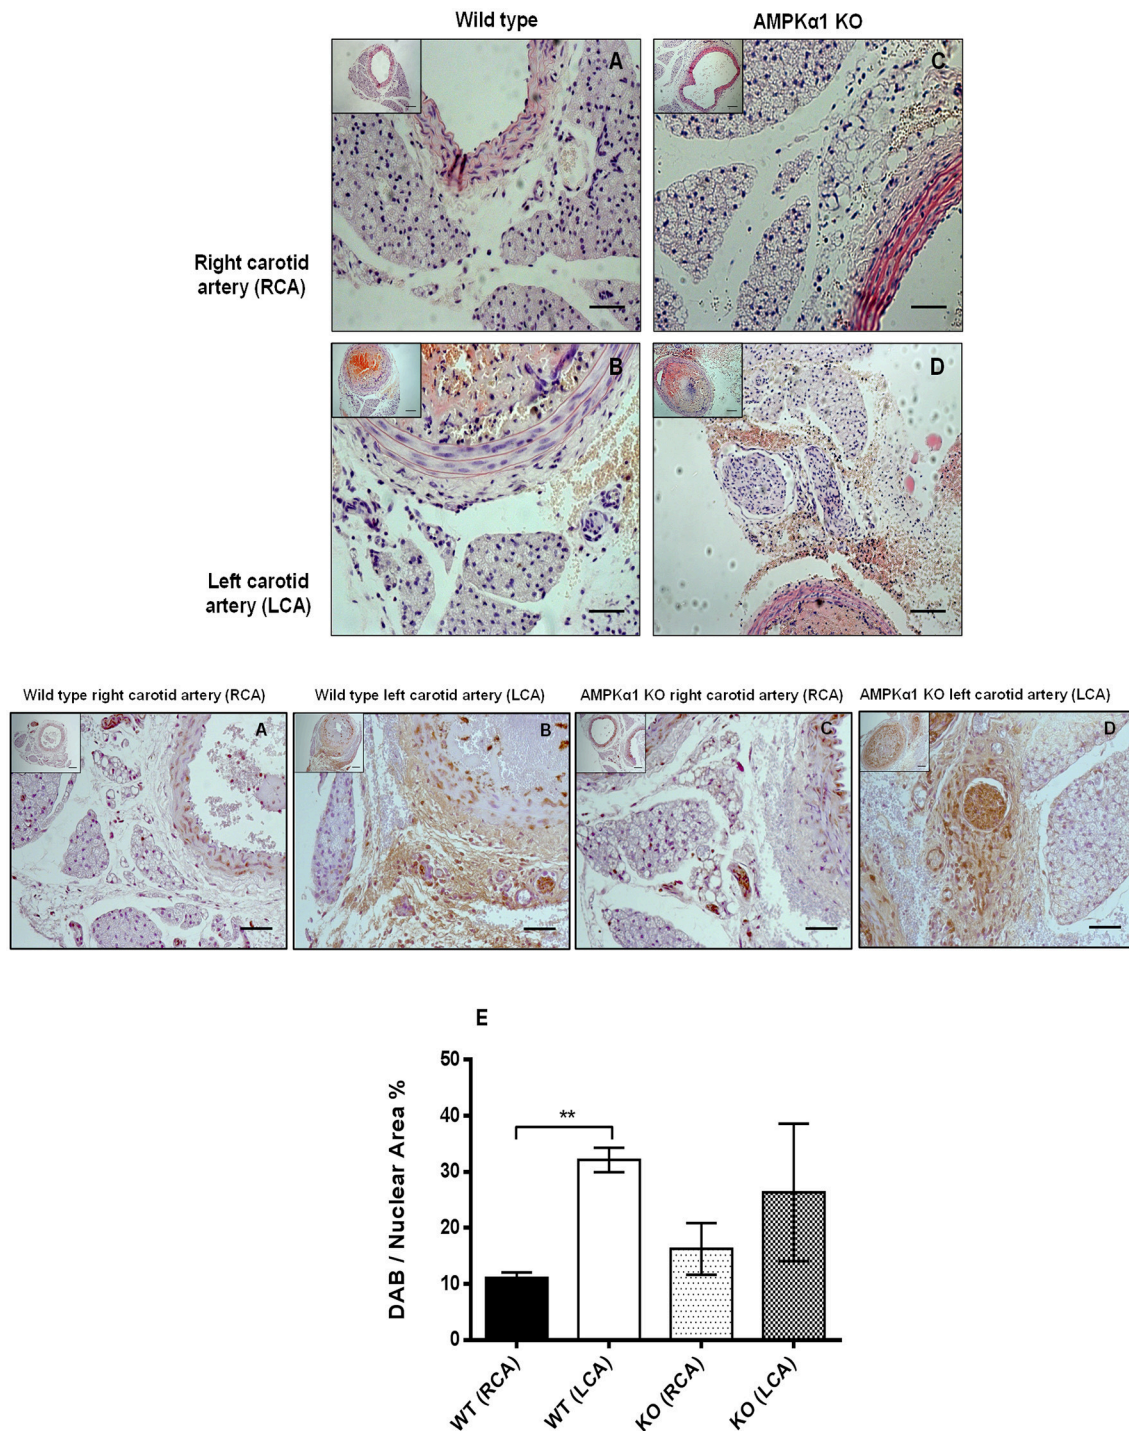 Wild type
AMPKα1 KO
A
C
Right carotid
artery (RCA)
B
D
Left carotid
artery (LCA)
Wild type right carotid artery (RCA)
Wild type left carotid artery (LCA)
AMPKα1 KO right carotid artery (RCA)
AMPKα1 KO left carotid artery (LCA)
A
B
C
D
E
DAB / Nuclear Area %
50
40
30
20
10
0
**
WT (RCA)
WT (LCA)
KO (RCA)
KO (LCA)